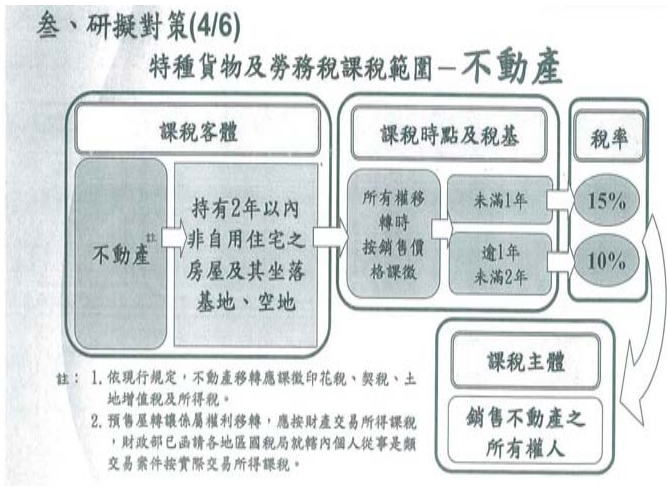 叁、研擬對策(4/6)
特種貨物及勞務稅課稅範圍－不動產
課稅客體
不動產
註
持有2年以內
非自用住宅之
房屋及其坐落
基地、空地
課稅時點及稅基
所有權移
轉時
按銷售價
格課徵
未滿1年
逾1年
未滿2年
稅率
15%
10%
課稅主體
銷售不動產之
所有權人
註： 1. 依現行規定，不動產移轉應課徵印花稅、契稅、土
地增值稅及所得稅。
2. 預售屋轉讓係屬權利移轉，應按財產交易所得課稅
，財政部已函請各地區國稅局就轄內個人從事是類
交易案件按實際交易所得課稅。